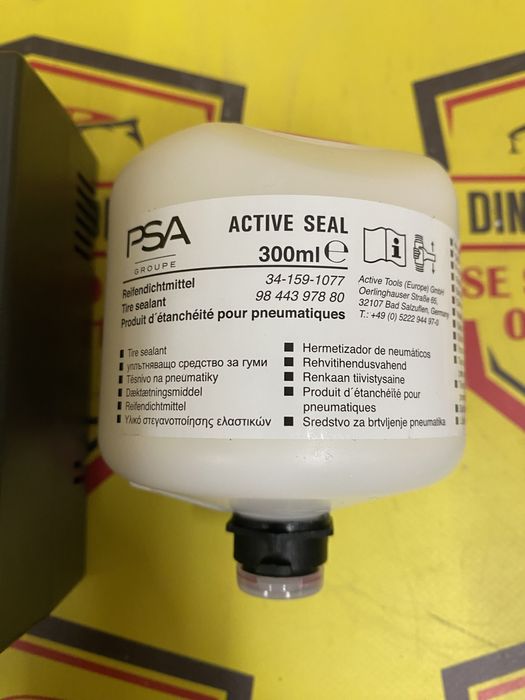 PSA
GROUPE
ACTIVE SEAL
300ml e
34-159-1077
98 443 978 80
Reifendichtmittel
Tire sealant
Produit d´étanchéité pour pneumatiques
Active Tools (Europe) GmbH
Oerlinghauser Straße 65,
32107 Bad Salzuflen, Germany
T.: +49 (0) 5222 944 97-0
■ Tire sealant
■ уплътняващо средство за гуми
■ Těsnivo na pneumatiky
■ Dæktætningsmiddel
■ Reifendichtmittel
■ Υλικό στεγανοποίησης ελαστικών
■ Hermetizador de neumáticos
■ Rehvitihendusvahend
■ Renkaan tiivistysaine
■ Produit d´étanchéité pour
pneumatiques
■ Sredstvo za brtvljenje pneumatika
DIN
SE S
0